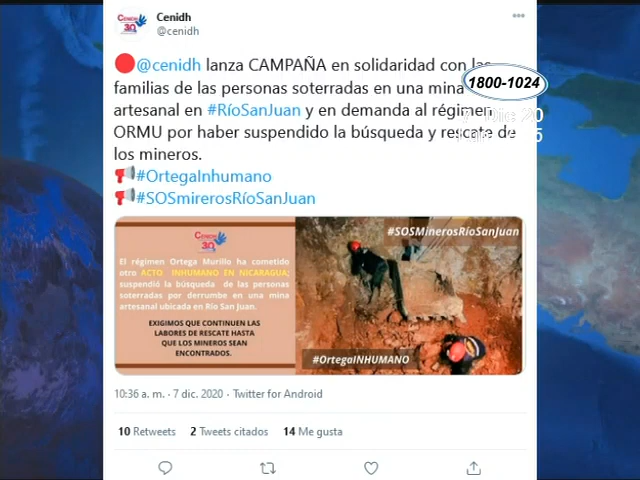 Cenidh
@cenidh
@cenidh lanza CAMPAÑA en solidaridad con las
familias de las personas soterradas en una mina
artesanal en #RíoSanJuan y en demanda al régimen
ORMU por haber suspendido la búsqueda y rescate de
los mineros.
#OrtegaInhumano
#SOSmirerosRíoSanJuan
1800-1024
7 Dic 20
CENIDH
30
El régimen Ortega Murillo ha cometido
otro ACTO INHUMANO EN NICARAGUA;
suspendió la búsqueda de las personas
soterradas por derrumbe en una mina
artesanal ubicada en Río San Juan.
EXIGIMOS QUE CONTINUEN LAS
LABORES DE RESCATE HASTA
QUE LOS MINEROS SEAN
ENCONTRADOS.
#SOSMinerosRíoSanJuan
#OrtegaINHUMANO
10:36 a. m. · 7 dic. 2020 · Twitter for Android
10 Retweets 2 Tweets citados 14 Me gusta